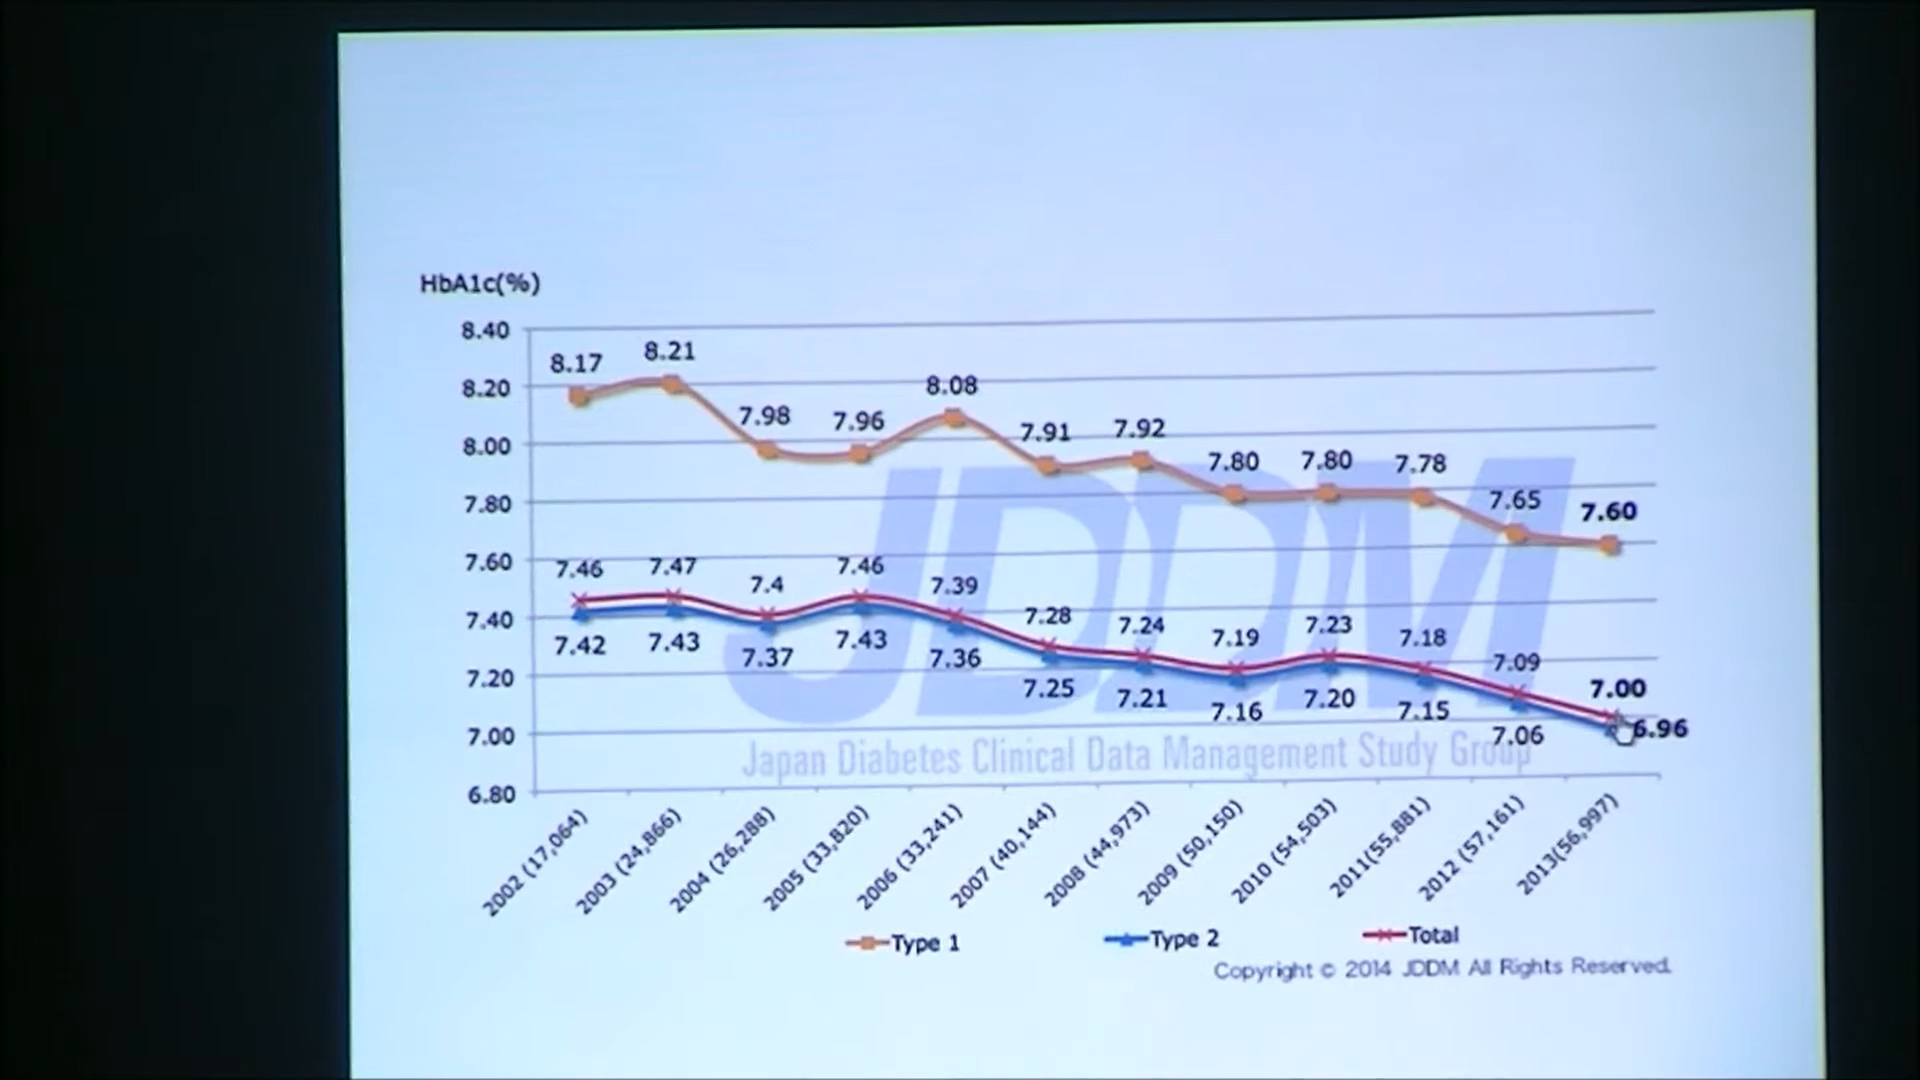 HbA1c(%)
8.40
8.20
8.00
7.80
7.60
7.40
7.20
7.00
6.80
8.17 8.21 7.98 7.96 8.08 7.91 7.92 7.80 7.80 7.78 7.65 7.60
7.46 7.47 7.4 7.46 7.39 7.28 7.24 7.19 7.23 7.18 7.09 7.00
7.42 7.43 7.37 7.43 7.36 7.25 7.21 7.16 7.20 7.15 7.06 6.96
JDDM
Japan Diabetes Clinical Data Management Study Group
2002 (17,064)
2003 (24,866)
2004 (26,288)
2005 (33,820)
2006 (33,241)
2007 (40,144)
2008 (44,973)
2009 (50,150)
2010 (54,503)
2011(55,881)
2012 (57,161)
2013(56,997)
Type 1 Type 2 Total
Copyright © 2014 JDDM All Rights Reserved.